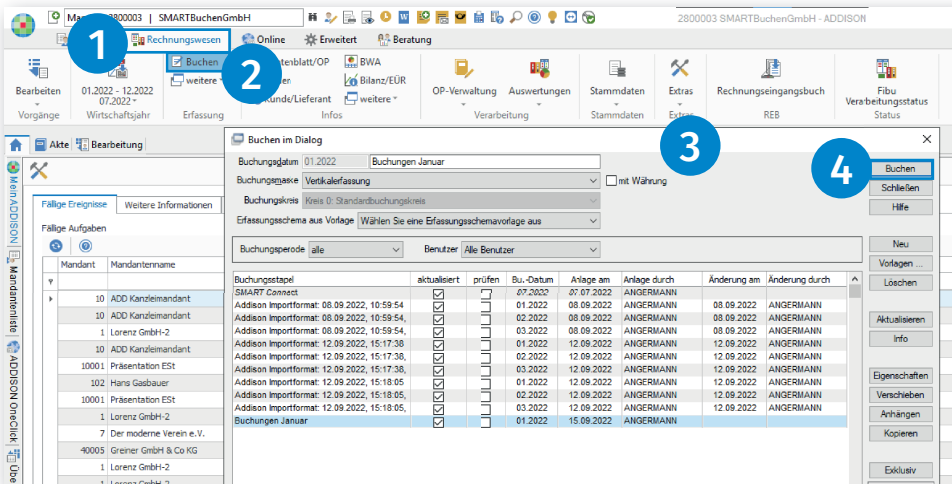 2800003 | SMARTBuchenGmbH
2800003 SMARTBuchenGmbH - ADDISON
1
Rechnungswesen
Online
Erweitert
Beratung
Buchen
2
BWA
weitere
Bilanz/EÜR
weitere
Bearbeiten
01.2022 - 12.2022
07.2022
OP-Verwaltung
Auswertungen
Stammdaten
Extras
Rechnungseingangsbuch
Fibu
Verarbeitungsstatus
Vorgänge
Wirtschaftsjahr
Erfassung
Infos
Verarbeitung
Stammdaten
Extras
REB
Status
Akte
Bearbeitung
Buchen im Dialog
3
4
Buchungsdatum 01.2022 Buchungen Januar
Buchen
Buchungsmaske Vertikalerfassung
mit Währung
Schließen
Buchungskreis Kreis 0: Standardbuchungskreis
Hilfe
Erfassungsschema aus Vorlage Wählen Sie eine Erfassungsschemavorlage aus
Buchungsperode alle Benutzer Alle Benutzer
Neu
Vorlagen ...
Löschen
Aktualisieren
Info
Eigenschaften
Verschieben
Anhängen
Kopieren
Exklusiv
Buchungsstapel aktualisiert prüfen Bu.-Datum Anlage am Anlage durch Änderung am Änderung durch
SMART Connect 07.2022 07.07.2022 ANGERMANN
Addison Importformat: 08.09.2022, 10:59:54 01.2022 08.09.2022 ANGERMANN 08.09.2022 ANGERMANN
Addison Importformat: 08.09.2022, 10:59:54, 02.2022 08.09.2022 ANGERMANN 08.09.2022 ANGERMANN
Addison Importformat: 08.09.2022, 10:59:54, 03.2022 08.09.2022 ANGERMANN 08.09.2022 ANGERMANN
Addison Importformat: 12.09.2022, 15:17:38 01.2022 12.09.2022 ANGERMANN 12.09.2022 ANGERMANN
Addison Importformat: 12.09.2022, 15:17:38, 02.2022 12.09.2022 ANGERMANN 12.09.2022 ANGERMANN
Addison Importformat: 12.09.2022, 15:17:38, 03.2022 12.09.2022 ANGERMANN 12.09.2022 ANGERMANN
Addison Importformat: 12.09.2022, 15:18:05 01.2022 12.09.2022 ANGERMANN 12.09.2022 ANGERMANN
Addison Importformat: 12.09.2022, 15:18:05, 02.2022 12.09.2022 ANGERMANN 12.09.2022 ANGERMANN
Addison Importformat: 12.09.2022, 15:18:05, 03.2022 12.09.2022 ANGERMANN 12.09.2022 ANGERMANN
Buchungen Januar 01.2022 15.09.2022 ANGERMANN
Mein ADDISON
Mandantenliste
ADDISON OneClick
Fällige Ereignisse
Weitere Informationen
Fällige Aufgaben
Mandant Mandantenname
10 ADD Kanzleimandant
10 ADD Kanzleimandant
1 Lorenz GmbH-2
10 ADD Kanzleimandant
10001 Präsentation ESt
102 Hans Gasbauer
10001 Präsentation ESt
1 Lorenz GmbH-2
7 Der moderne Verein e.V.
40005 Greiner GmbH & Co KG
1 Lorenz GmbH-2
1 Lorenz GmbH-2